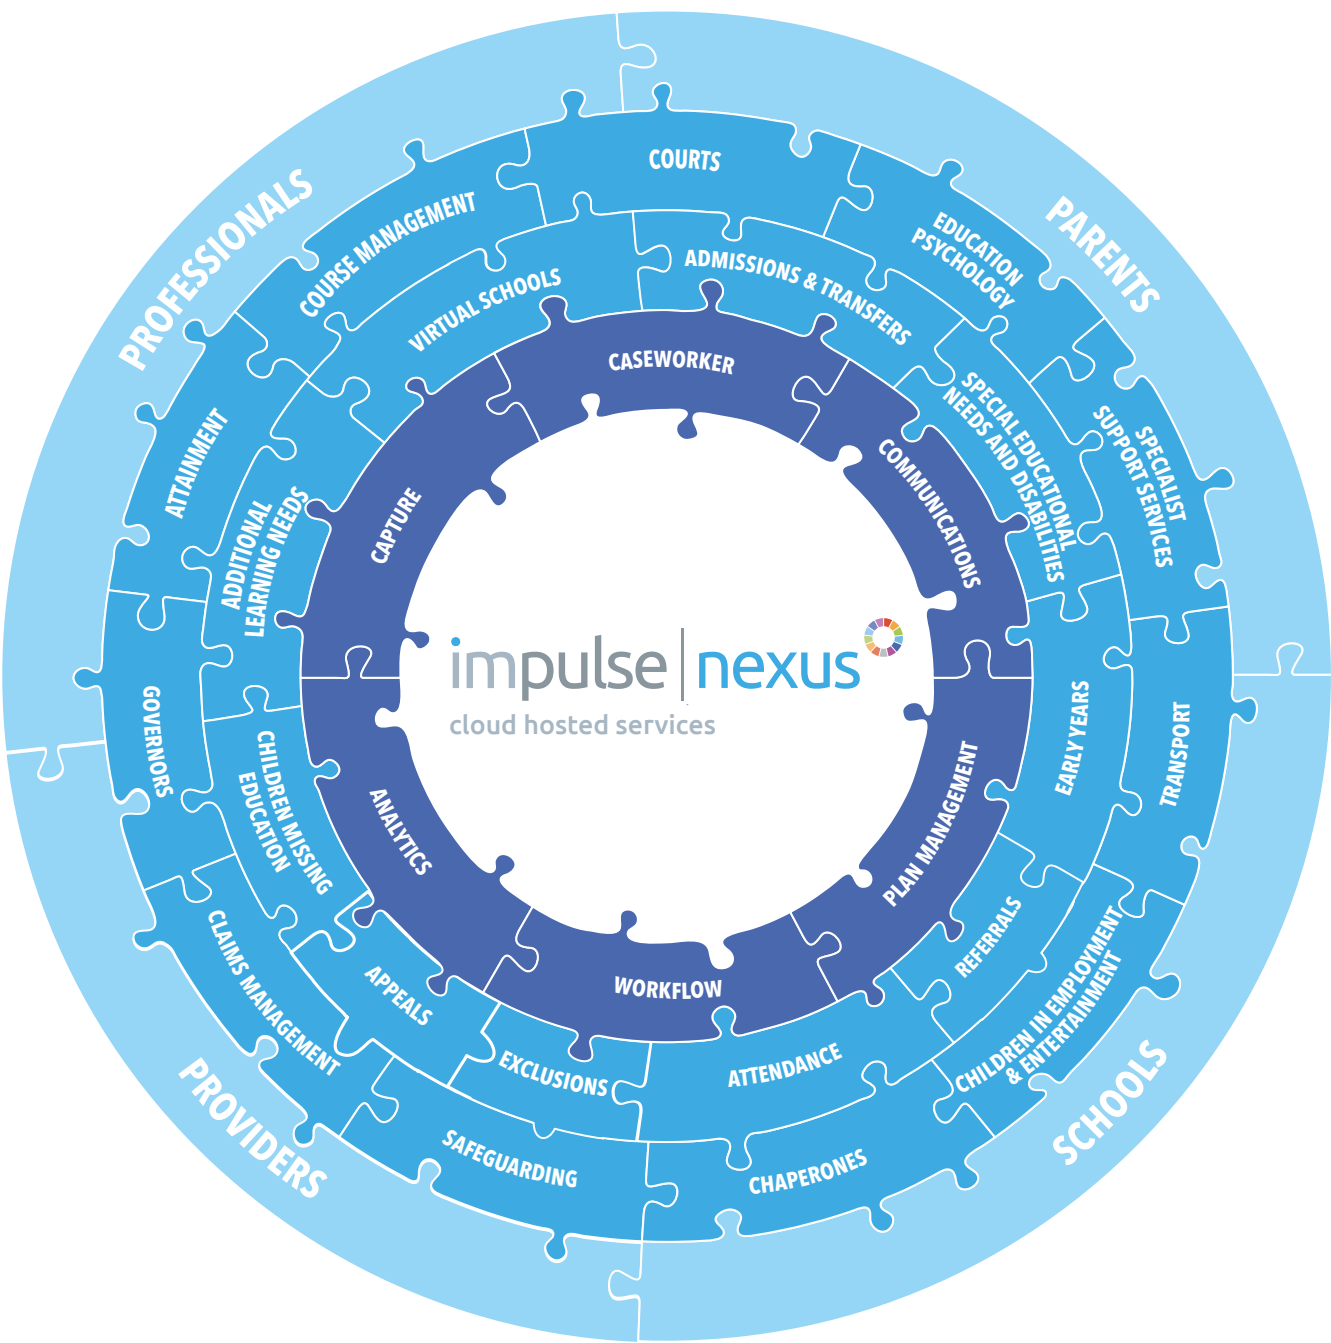 PROFESSIONALS
PARENTS
SCHOOLS
PROVIDERS
COURTS
EDUCATION
PSYCHOLOGY
SPECIALIST
SUPPORT SERVICES
TRANSPORT
CHILDREN IN EMPLOYMENT
& ENTERTAINMENT
CHAPERONES
SAFEGUARDING
CLAIMS MANAGEMENT
GOVERNORS
ATTAINMENT
COURSE MANAGEMENT
VIRTUAL SCHOOLS
ADMISSIONS & TRANSFERS
SPECIAL EDUCATIONAL
NEEDS AND DISABILITIES
EARLY YEARS
REFERRALS
ATTENDANCE
EXCLUSIONS
APPEALS
CHILDREN MISSING
EDUCATION
ADDITIONAL
LEARNING NEEDS
CASEWORKER
COMMUNICATIONS
PLAN MANAGEMENT
WORKFLOW
ANALYTICS
CAPTURE
impulse | nexus
cloud hosted services